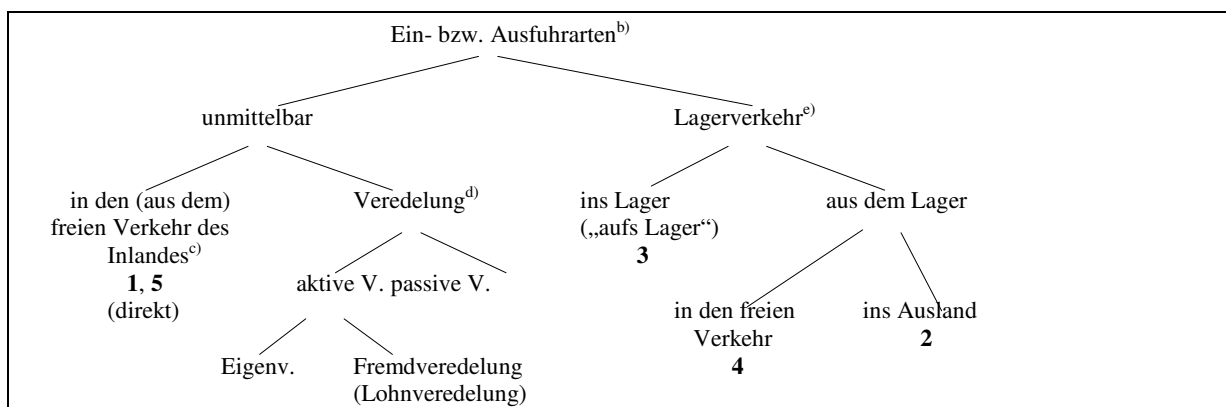 Ein- bzw. Ausfuhrarten b)
unmittelbar
Lagerverkehr e)
in den (aus dem)
freien Verkehr des
Inlandes c)
1, 5
(direkt)
Veredelung d)
ins Lager
(„aufs Lager“)
3
aus dem Lager
aktive V. passive V.
in den freien
Verkehr
4
ins Ausland
2
Eigenv.
Fremdveredelung
(Lohnveredelung)